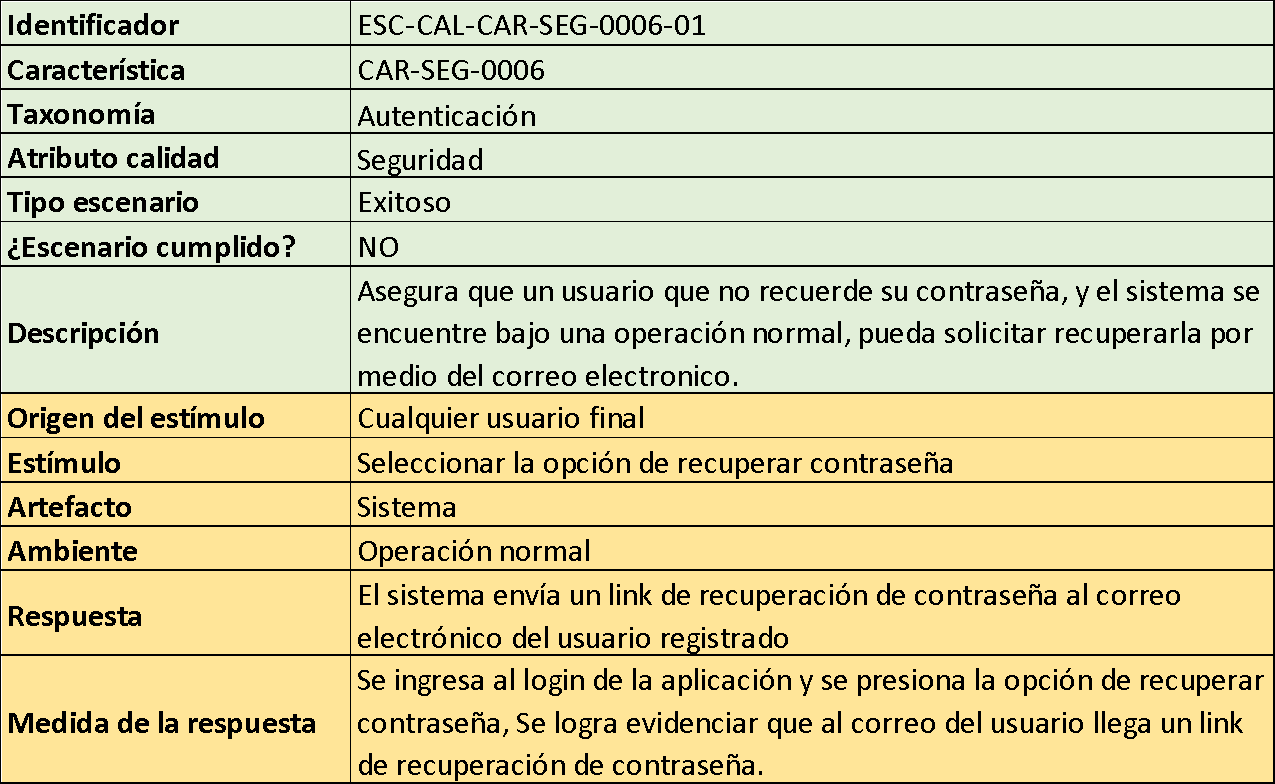 Identificador ESC-CAL-CAR-SEG-0006-01
Característica CAR-SEG-0006
Taxonomía Autenticación
Atributo calidad Seguridad
Tipo escenario Exitoso
¿Escenario cumplido? NO
Descripción
Asegura que un usuario que no recuerde su contraseña, y el sistema se
encuentre bajo una operación normal, pueda solicitar recuperarla por
medio del correo electronico.
Origen del estímulo Cualquier usuario final
Estímulo Seleccionar la opción de recuperar contraseña
Artefacto Sistema
Ambiente Operación normal
Respuesta
El sistema envía un link de recuperación de contraseña al correo
electrónico del usuario registrado
Medida de la respuesta
Se ingresa al login de la aplicación y se presiona la opción de recuperar
contraseña, Se logra evidenciar que al correo del usuario llega un link
de recuperación de contraseña.